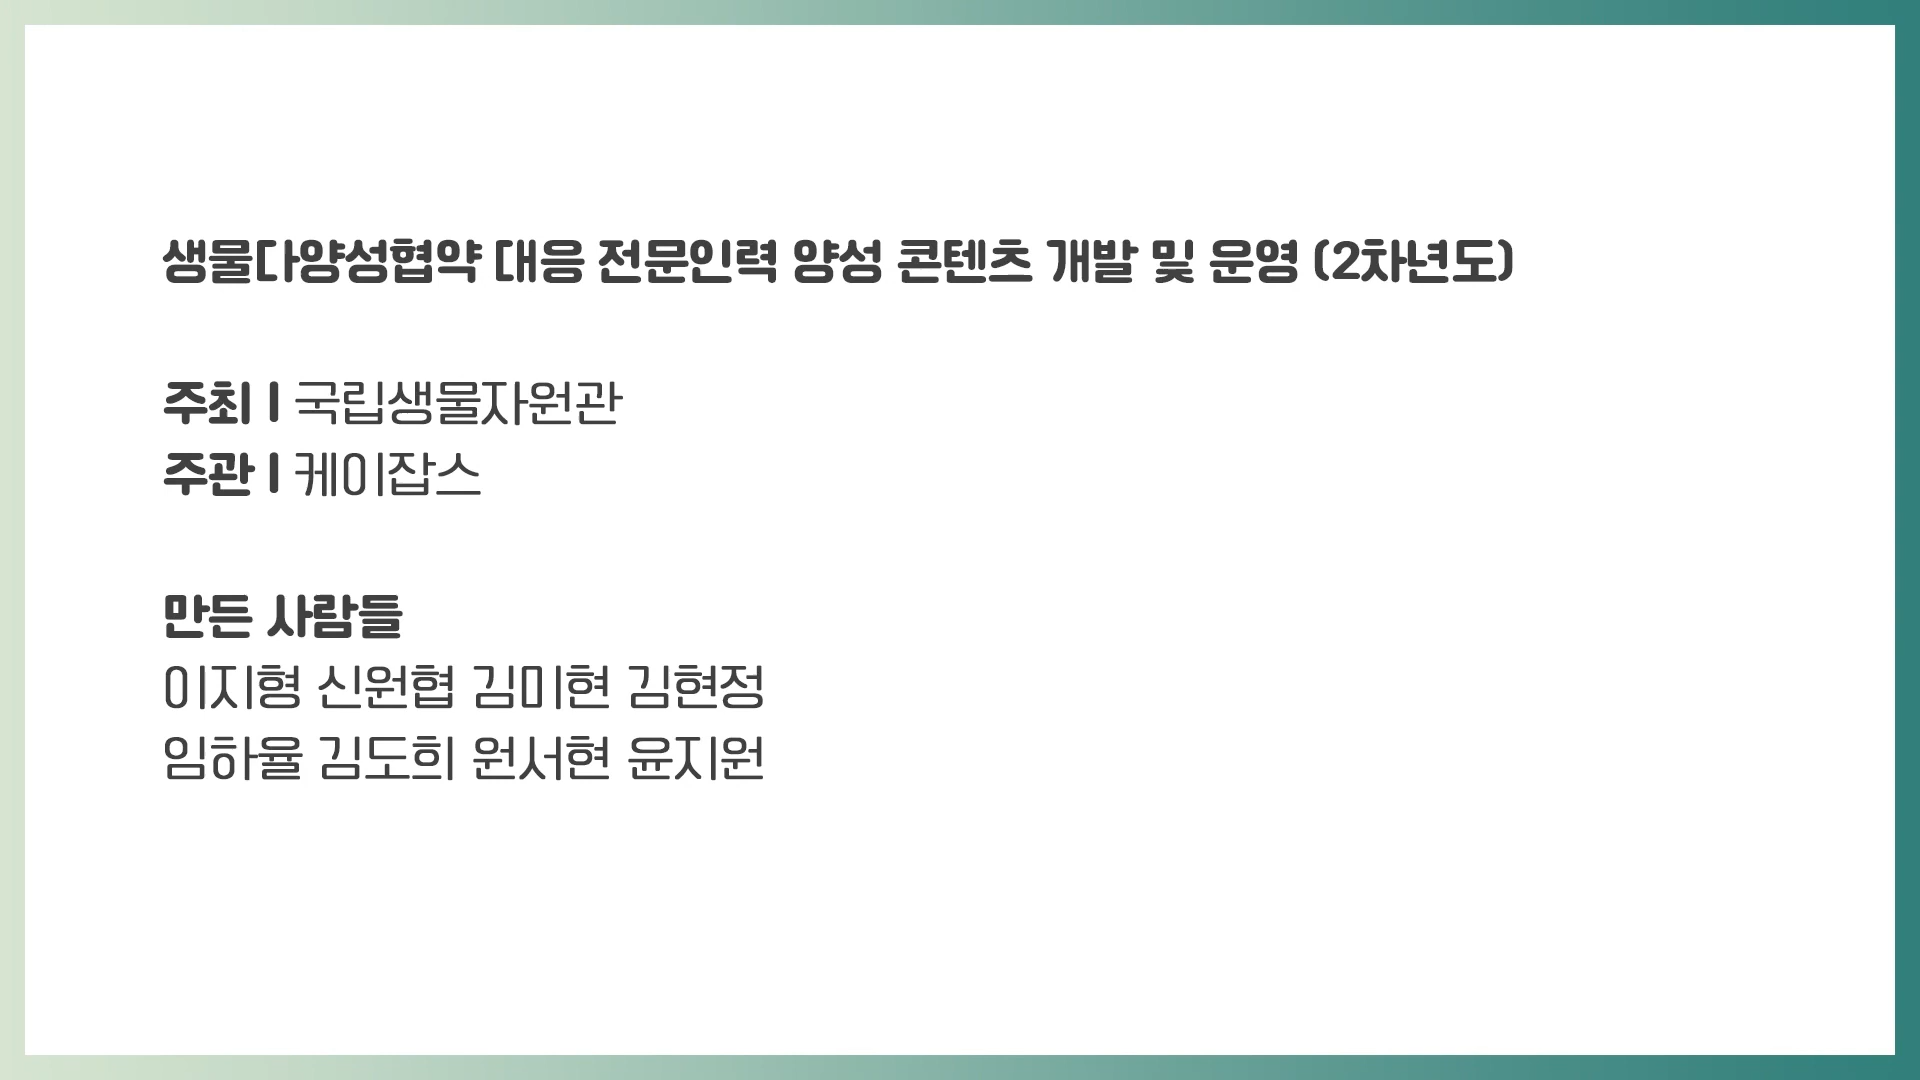 생물다양성협약 대응 전문인력 양성 콘텐츠 개발 및 운영 (2차년도)
주최 | 국립생물자원관
주관 | 케이잡스
만든 사람들
이지형 신원협 김미현 김현정
임하율 김도희 원서현 윤지원